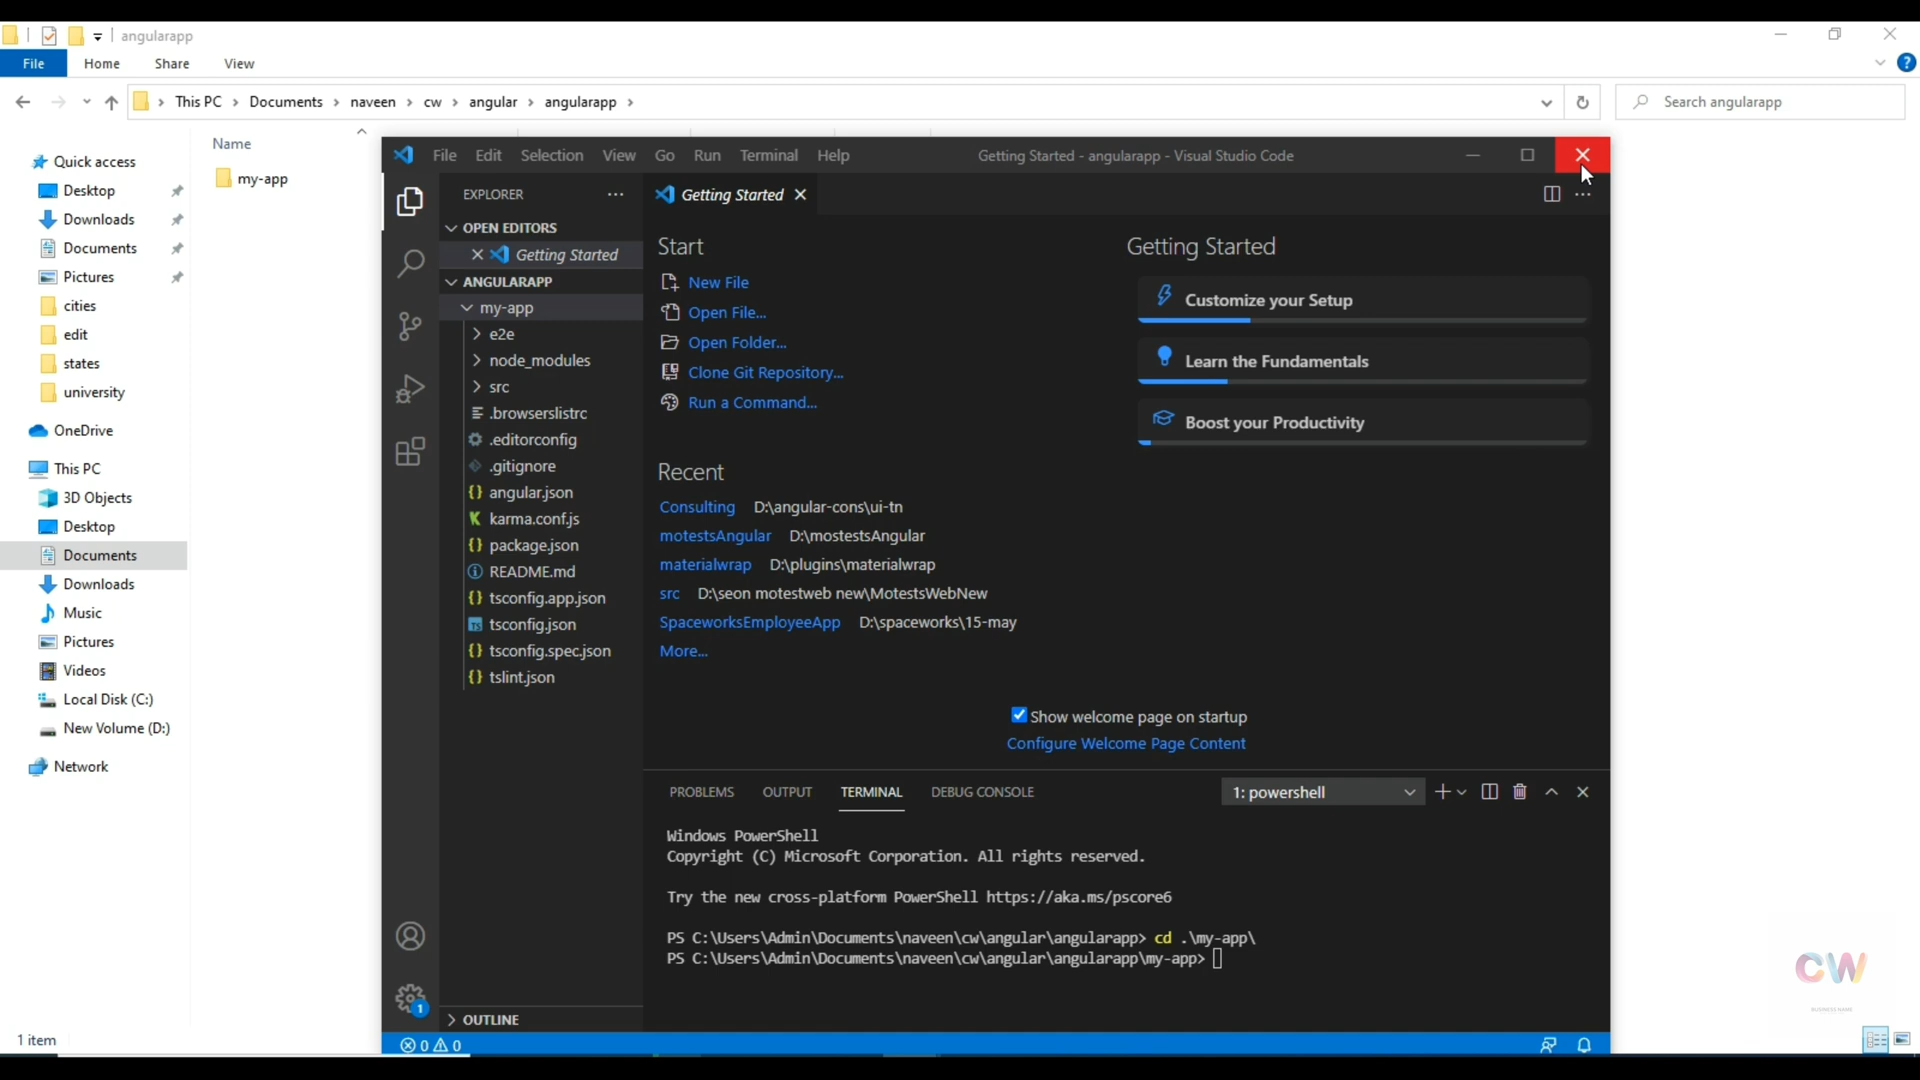 angularapp
File Home Share View
This PC Documents naveen cw angular angularapp
Search angularapp
Name
my-app
Quick access
Desktop
Downloads
Documents
Pictures
cities
edit
states
university
OneDrive
This PC
3D Objects
Desktop
Documents
Downloads
Music
Pictures
Videos
Local Disk (C:)
New Volume (D:)
Network
1 item
File Edit Selection View Go Run Terminal Help
Getting Started - angularapp - Visual Studio Code
EXPLORER
OPEN EDITORS
Getting Started
ANGULARAPP
my-app
e2e
node_modules
src
.browserslistrc
.editorconfig
.gitignore
angular.json
karma.conf.js
package.json
README.md
tsconfig.app.json
tsconfig.json
tsconfig.spec.json
tslint.json
OUTLINE
1
0 0
Getting Started
Start
New File
Open File...
Open Folder...
Clone Git Repository...
Run a Command...
Recent
Consulting D:\angular-cons\ui-tn
motestsAngular D:\mostestsAngular
materialwrap D:\plugins\materialwrap
src D:\seon motestweb new\MotestsWebNew
SpaceworksEmployeeApp D:\spaceworks\15-may
More...
Getting Started
Customize your Setup
Learn the Fundamentals
Boost your Productivity
Show welcome page on startup
Configure Welcome Page Content
PROBLEMS OUTPUT TERMINAL DEBUG CONSOLE
1: powershell
Windows PowerShell
Copyright (C) Microsoft Corporation. All rights reserved.
Try the new cross-platform PowerShell https://aka.ms/pscore6
PS C:\Users\Admin\Documents\naveen\cw\angular\angularapp> cd .\my-app\
PS C:\Users\Admin\Documents\naveen\cw\angular\angularapp\my-app>
CW
BUSINESS NAME